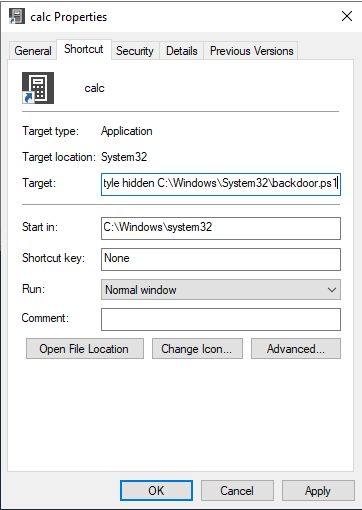 calc Properties
General Shortcut Security Details Previous Versions
calc
Target type: Application
Target location: System32
Target: tyle hidden C:\Windows\System32\backdoor.ps1
Start in: C:\Windows\system32
Shortcut key: None
Run: Normal window
Comment:
Open File Location Change Icon... Advanced...
OK Cancel Apply